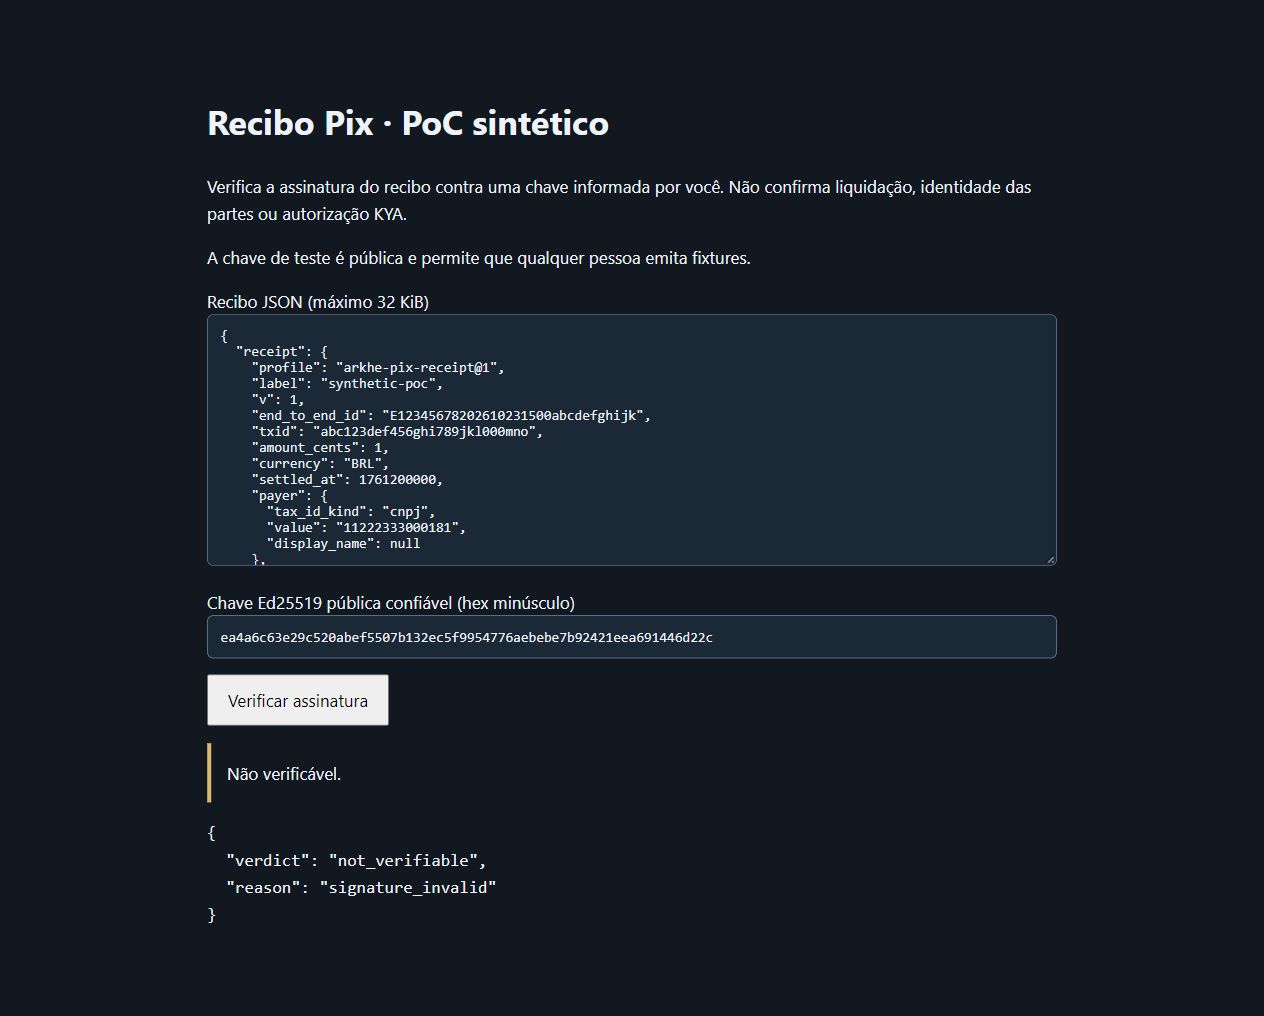 Recibo Pix · PoC sintético
Verifica a assinatura do recibo contra uma chave informada por você. Não confirma liquidação, identidade das
partes ou autorização KYA.
A chave de teste é pública e permite que qualquer pessoa emita fixtures.
Recibo JSON (máximo 32 KiB)
{
  "receipt": {
    "profile": "arkhe-pix-receipt@1",
    "label": "synthetic-poc",
    "v": 1,
    "end_to_end_id": "E12345678202610231500abcdefghijk",
    "txid": "abc123def456ghi789jkl000mno",
    "amount_cents": 1,
    "currency": "BRL",
    "settled_at": 1761200000,
    "payer": {
      "tax_id_kind": "cnpj",
      "value": "11222333000181",
      "display_name": null
    },
Chave Ed25519 pública confiável (hex minúsculo)
ea4a6c63e29c520abef5507b132ec5f9954776aebebe7b92421eea691446d22c
Verificar assinatura
Não verificável.
{
  "verdict": "not_verifiable",
  "reason": "signature_invalid"
}